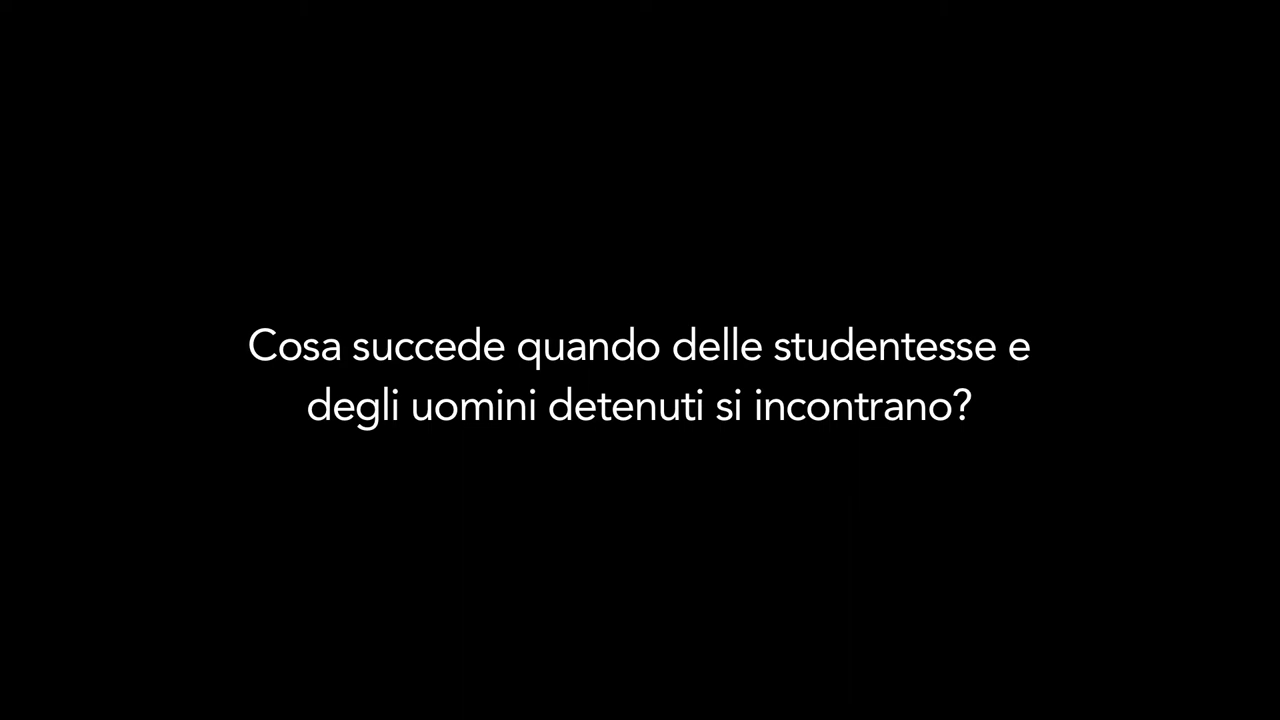 Cosa succede quando delle studentesse e
degli uomini detenuti si incontrano?